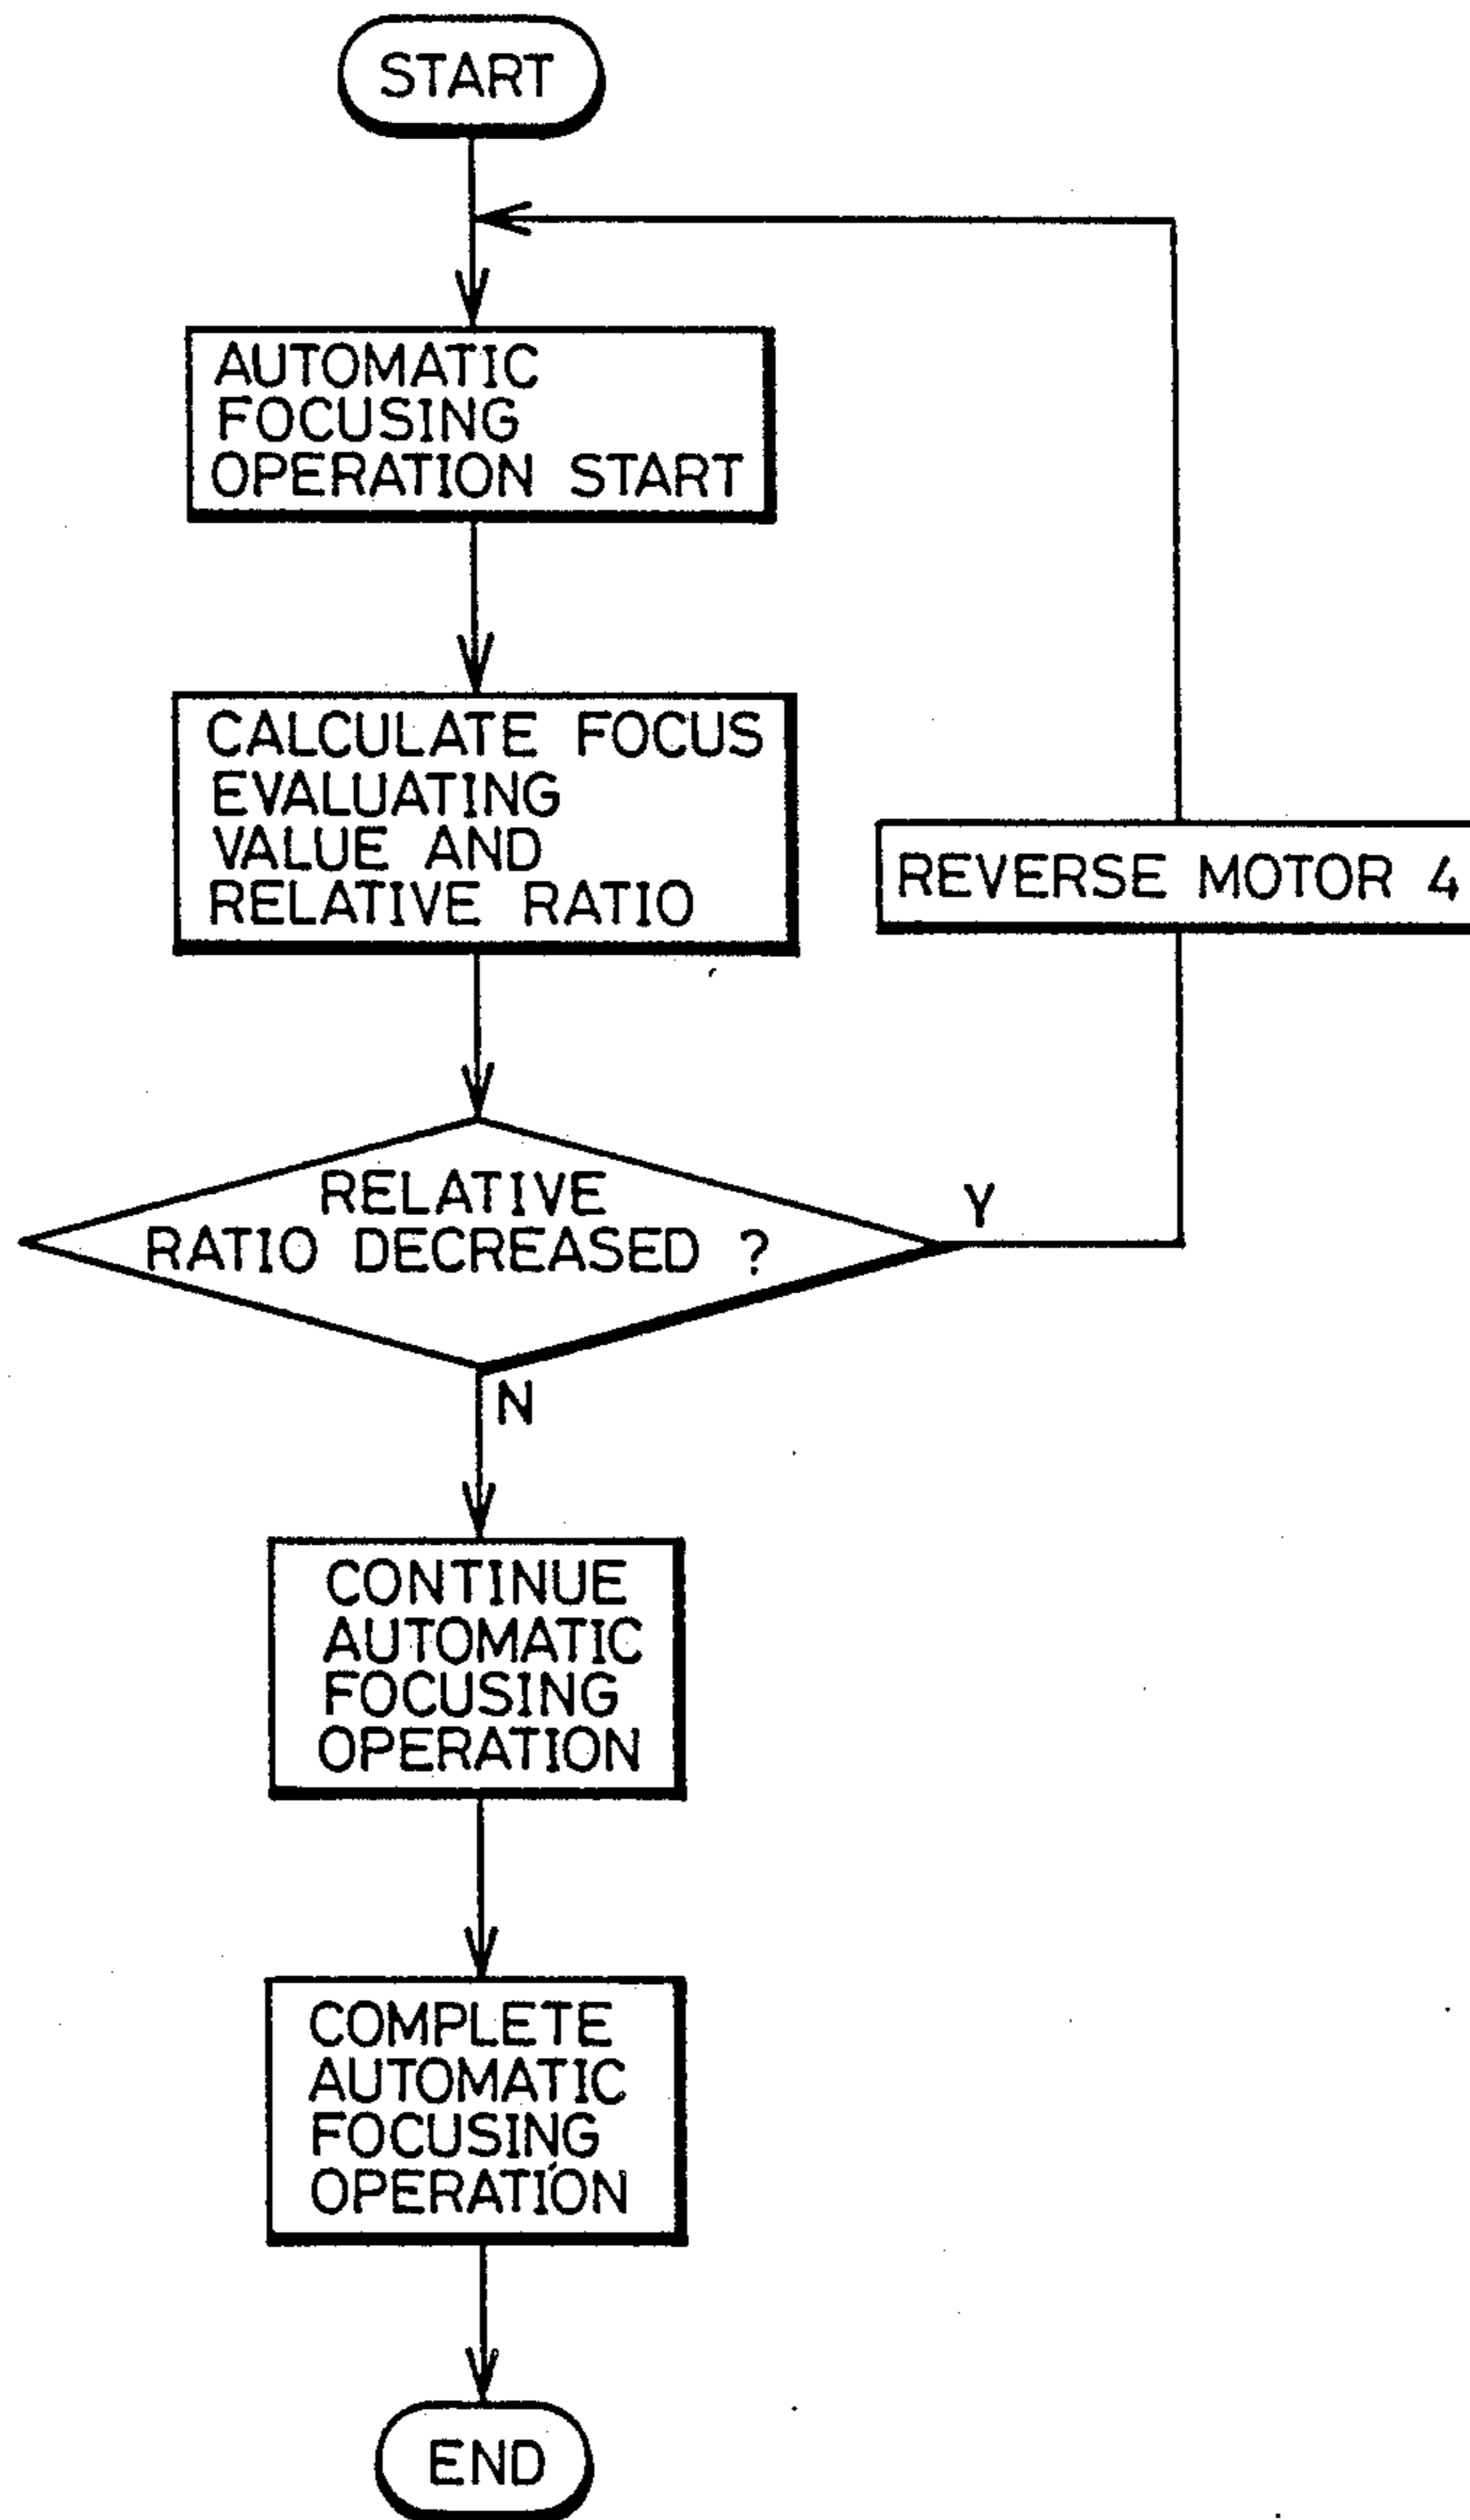 START
AUTOMATIC
FOCUSING
OPERATION START
CALCULATE FOCUS
EVALUATING
VALUE AND
RELATIVE RATIO
REVERSE MOTOR 4
RELATIVE
RATIO DECREASED ?
Y
N
CONTINUE
AUTOMATIC
FOCUSING
OPERATION
COMPLETE
AUTOMATIC
FOCUSING
OPERATION
END